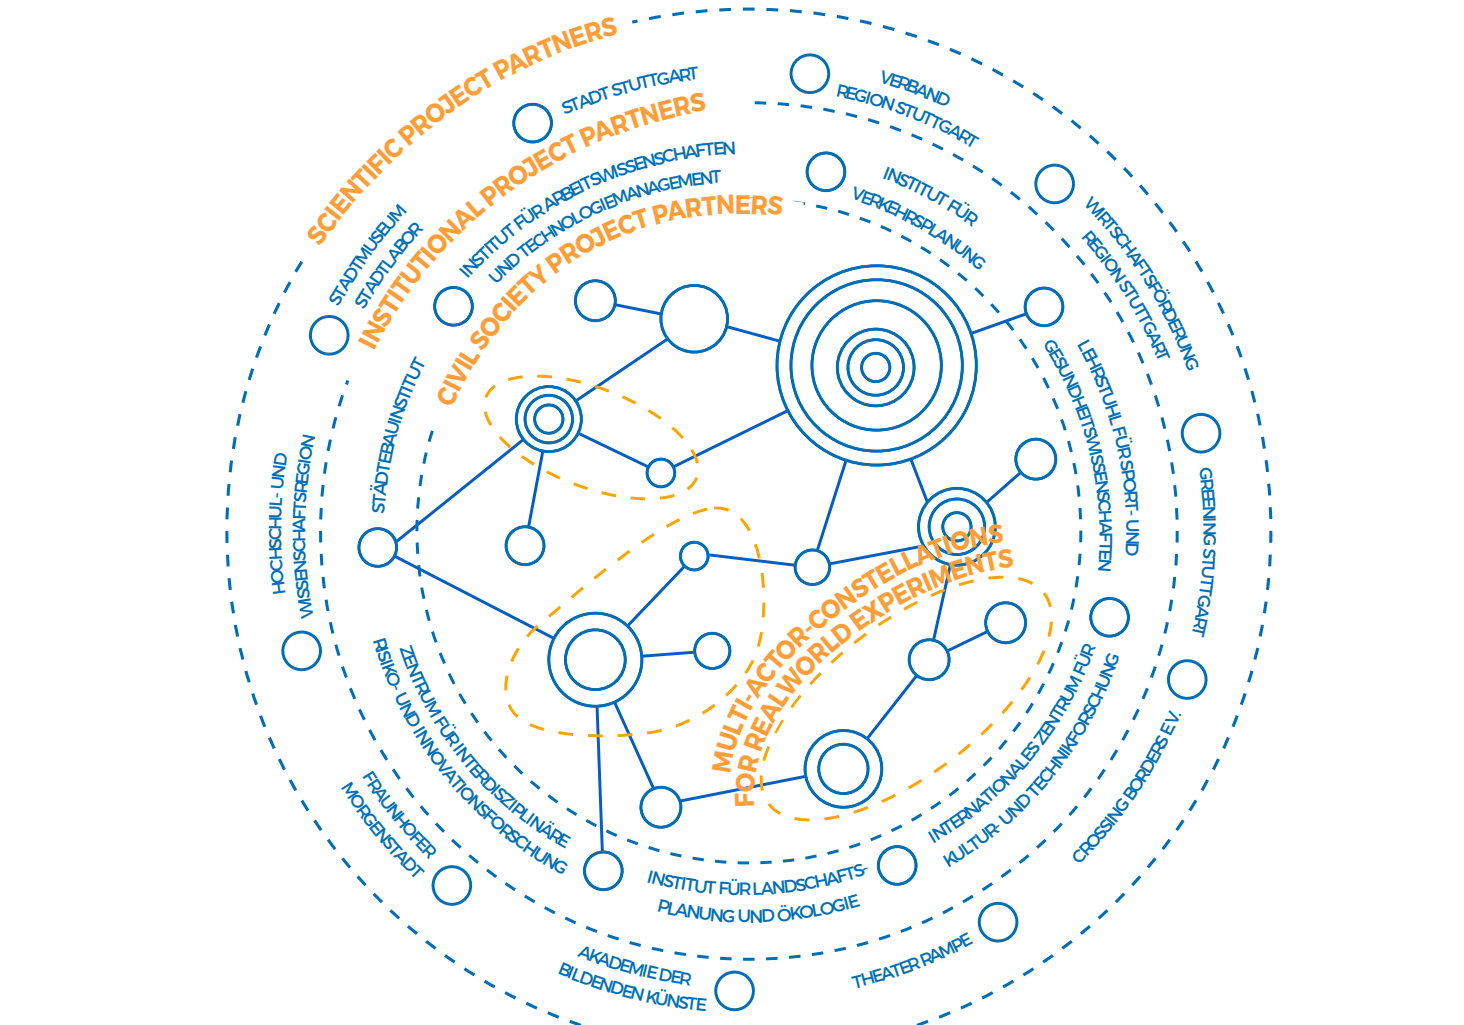 SCIENTIFIC PROJECT PARTNERS
STADT STUTTGART
VERBAND
REGION STUTTGART
INSTITUTIONAL PROJECT PARTNERS
INSTITUT FÜR ARBEITSWISSENSCHAFTEN
UND TECHNOLOGIEMANAGEMENT
CIVIL SOCIETY PROJECT PARTNERS
INSTITUT FÜR
VERKEHRSPLANUNG
STADTMUSEUM
STADTLABOR
WIRTSCHAFTSFÖRDERUNG
REGION STUTTGART
LEHRSTUHL FÜR SPORT- UND
GESUNDHEITSWISSENSCHAFTEN
STÄDTEBAUINSTITUT
HOCHSCHUL- UND
WISSENSCHAFTSREGION
GREENING STUTTGART
MULTI-ACTOR-CONSTELLATIONS
FOR REALWORLD EXPERIMENTS
ZENTRUM FÜR INTERDISZIPLINÄRE
RISIKO- UND INNOVATIONSFORSCHUNG
INTERNATIONALES ZENTRUM FÜR
KULTUR- UND TECHNIKFORSCHUNG
CROSSING BORDERS E.V.
FRAUNHOFER
MORGENSTADT
INSTITUT FÜR LANDSCHAFTS-
PLANUNG UND ÖKOLOGIE
AKADEMIE DER
BILDENDEN KÜNSTE
THEATER RAMPE